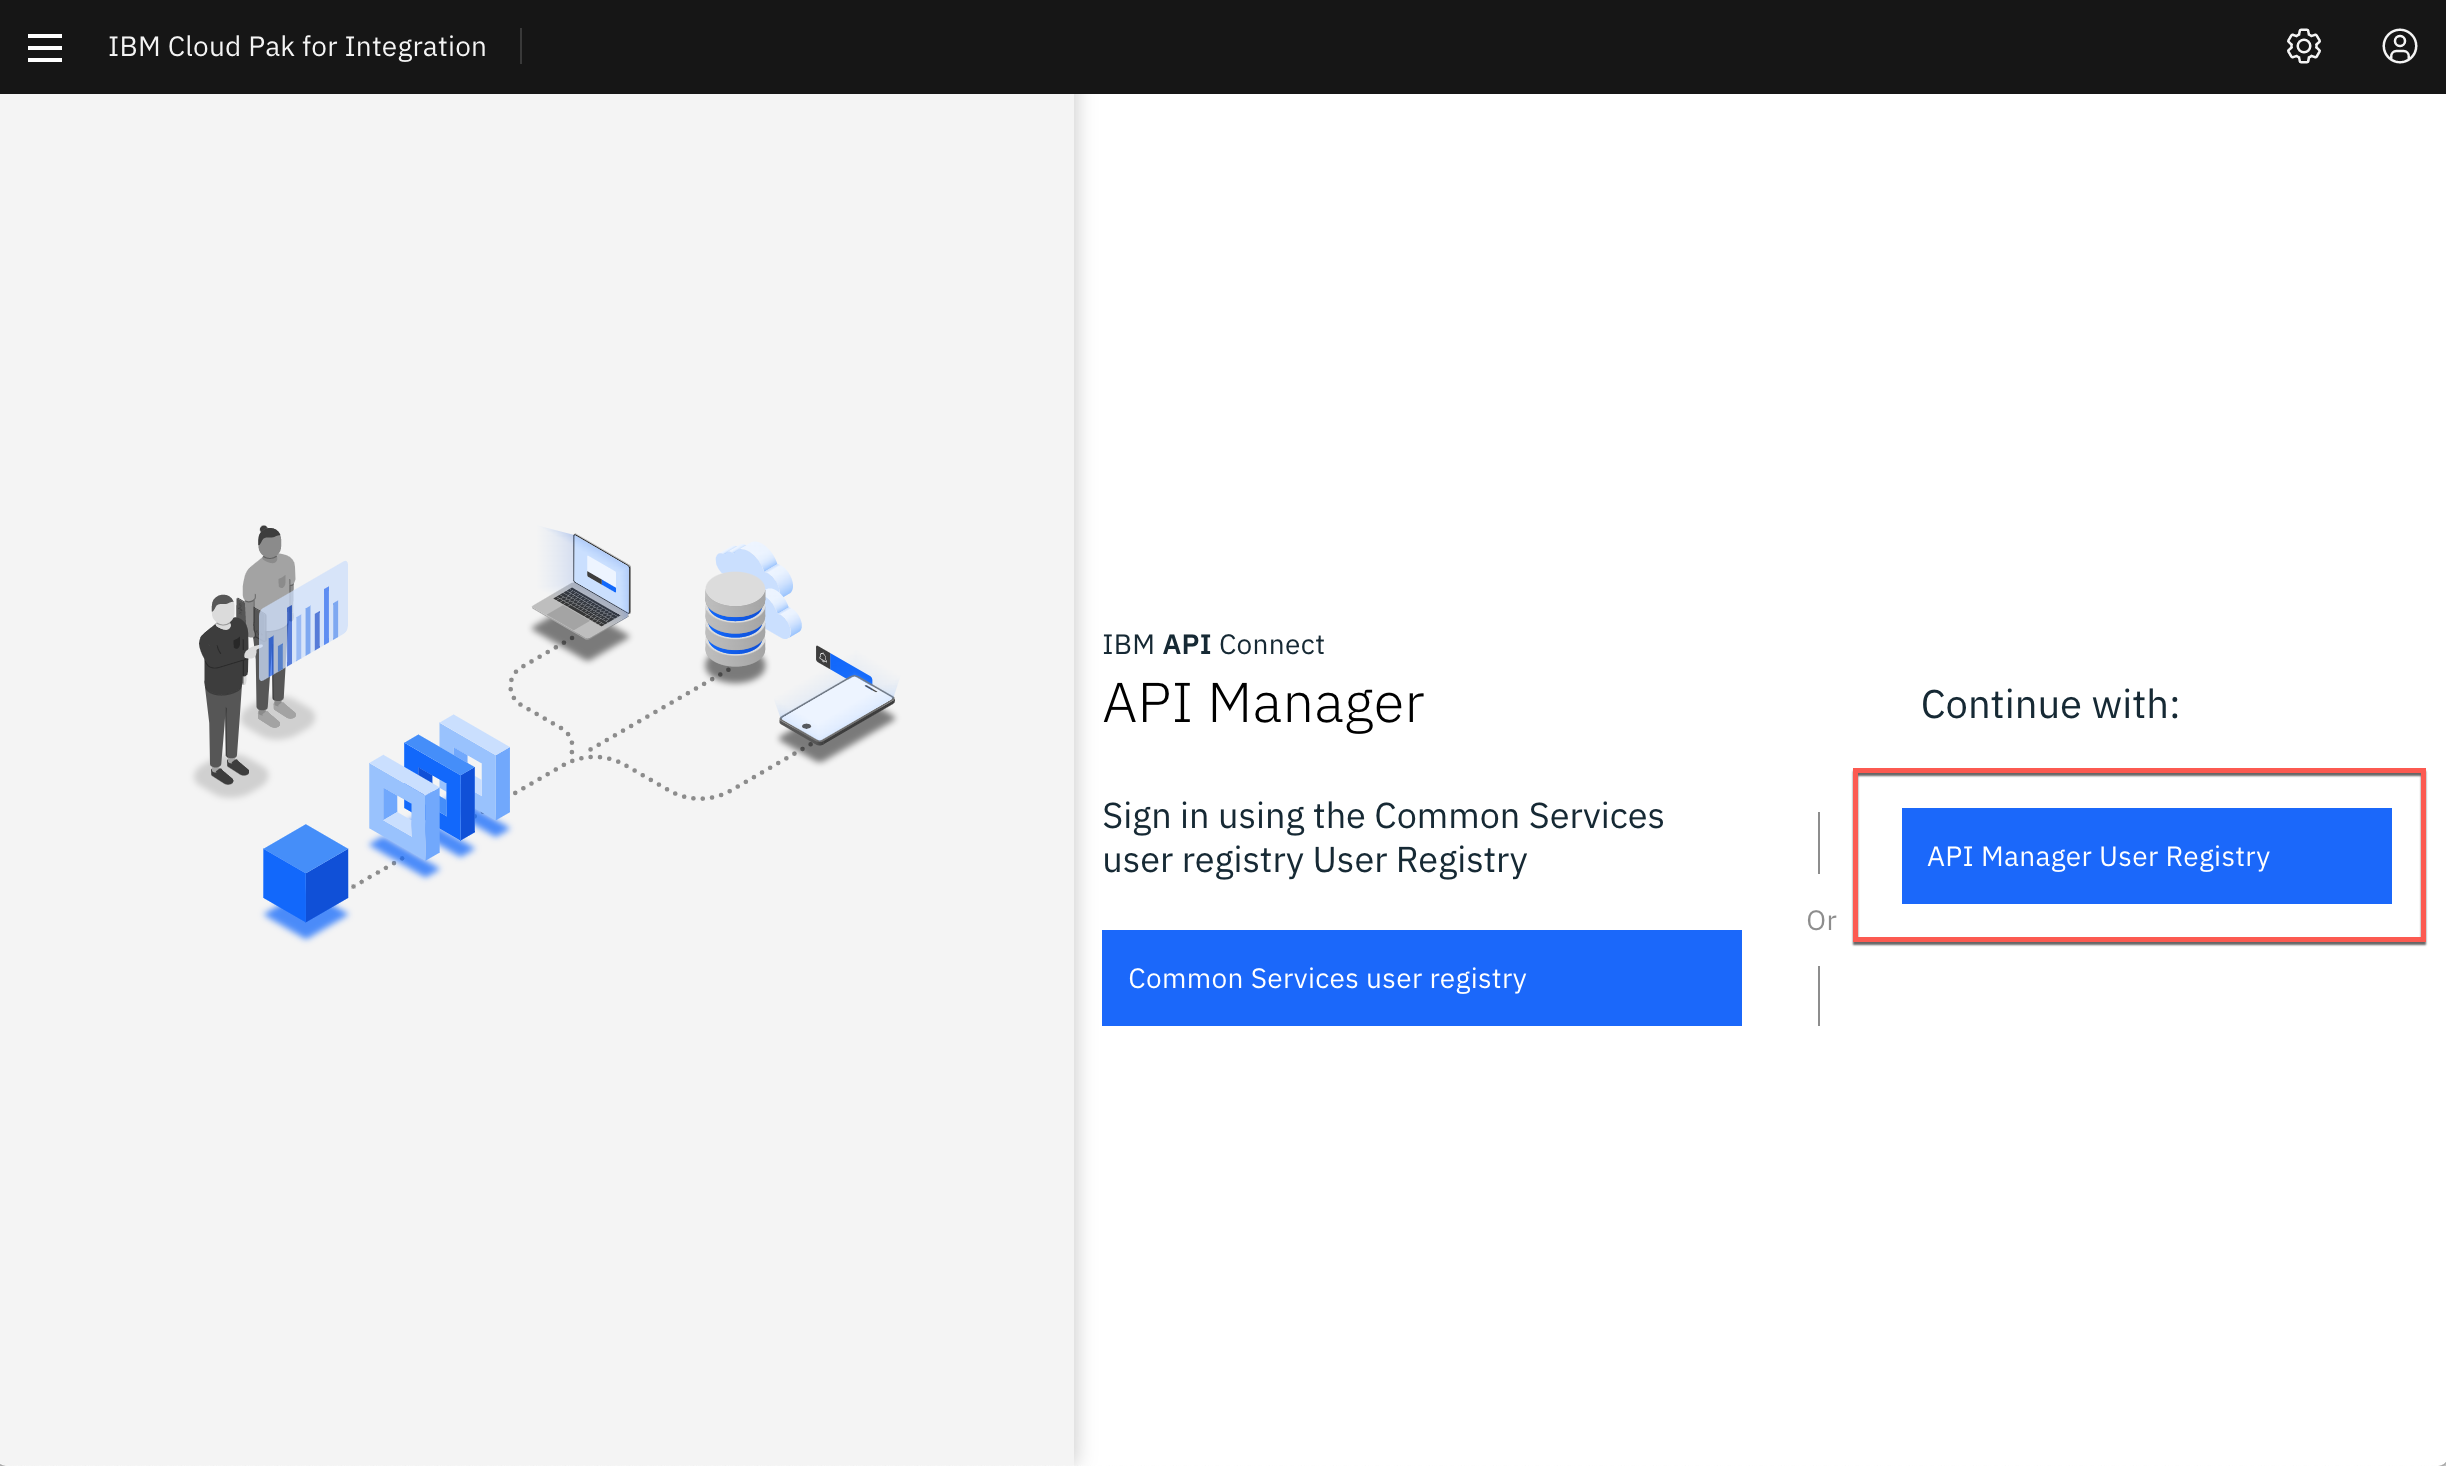 IBM Cloud Pak for Integration
IBM API Connect
API Manager
Sign in using the Common Services
user registry User Registry
Common Services user registry
Or
Continue with:
API Manager User Registry